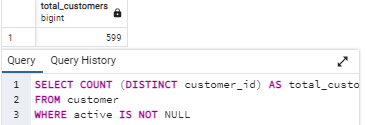 total_customers
bigint
1 599
Query Query History
1 SELECT COUNT (DISTINCT customer_id) AS total_custo
2 FROM customer
3 WHERE active IS NOT NULL